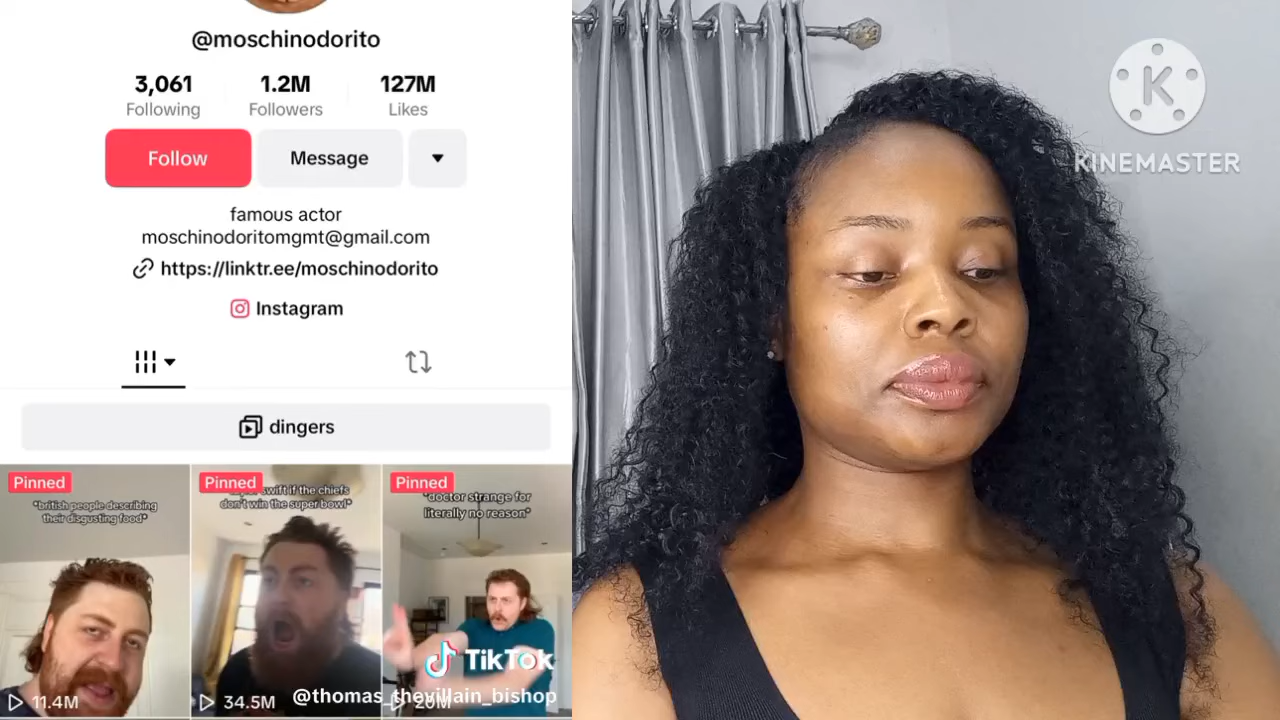 @moschinodorito
3,061 1.2M 127M
Following Followers Likes
Follow Message
famous actor
moschinodoritomgmt@gmail.com
https://linktr.ee/moschinodorito
Instagram
dingers
Pinned
*british people describing
their disgusting food*
11.4M
Pinned
swift if the chiefs
don't win the super bowl*
34.5M
Pinned
*doctor strange for
literally no reason*
20M
TikTok
@thomas_thevillain_bishop
K
KINEMASTER